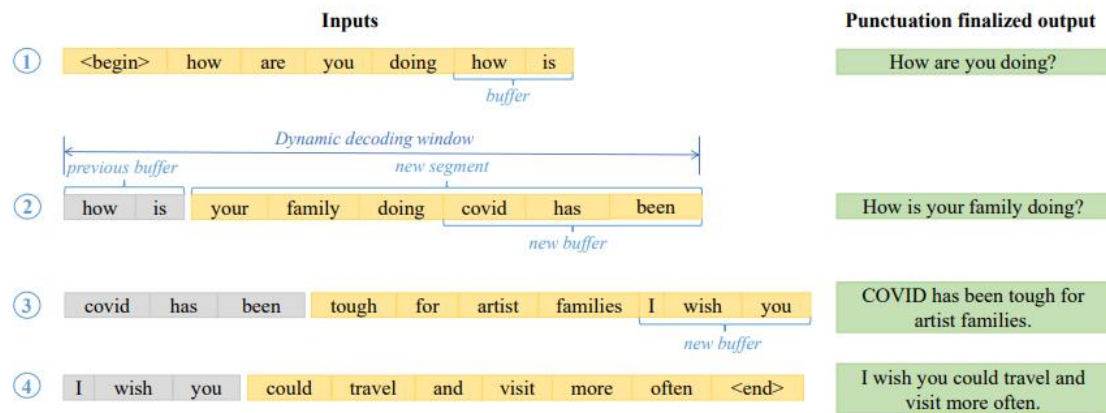 Inputs
Punctuation finalized output
1
<begin> how are you doing how is
How are you doing?
buffer
Dynamic decoding window
previous buffer
new segment
2
how is your family doing covid has been
How is your family doing?
new buffer
3
covid has been tough for artist families I wish you
COVID has been tough for
artist families.
new buffer
4
I wish you could travel and visit more often <end>
I wish you could travel and
visit more often.